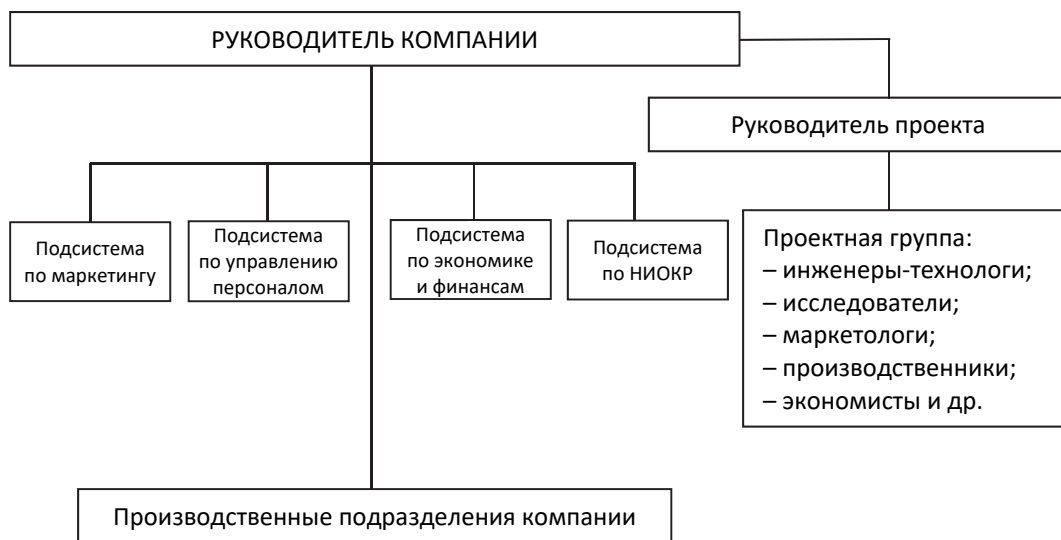 РУКОВОДИТЕЛЬ КОМПАНИИ
Руководитель проекта
Подсистема
по маркетингу
Подсистема
по управлению
персоналом
Подсистема
по экономике
и финансам
Подсистема
по НИОКР
Проектная группа:
– инженеры-технологи;
– исследователи;
– маркетологи;
– производственники;
– экономисты и др.
Производственные подразделения компании